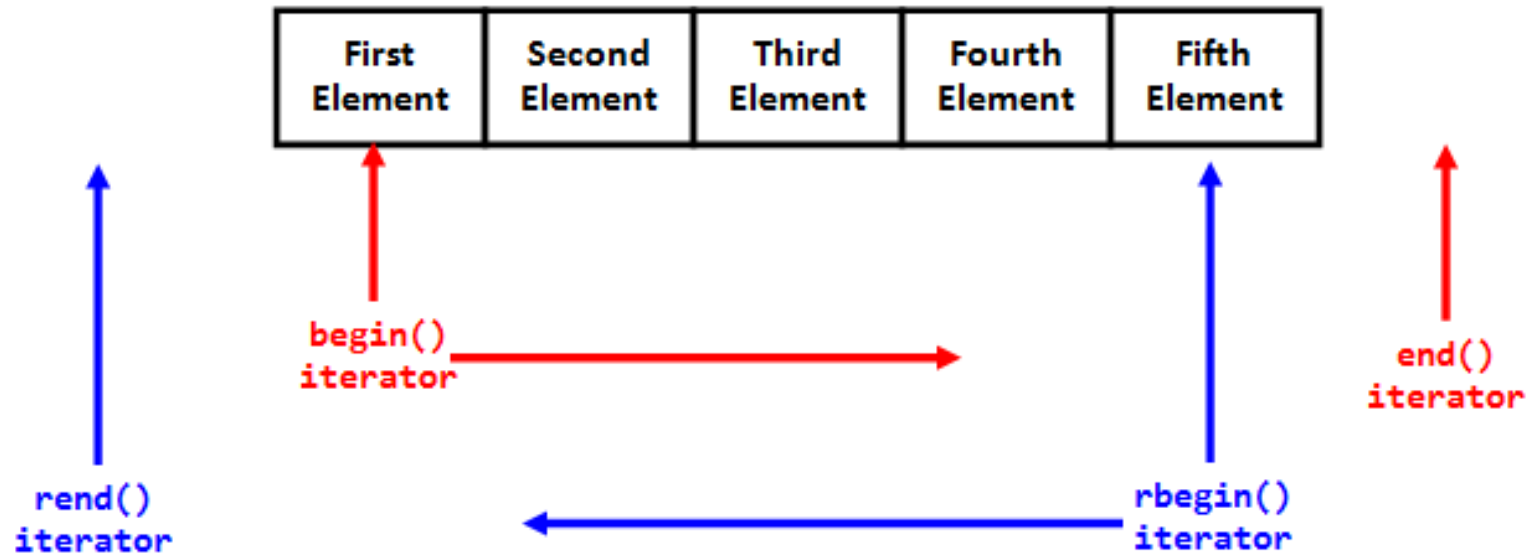 First
Element
Second
Element
Third
Element
Fourth
Element
Fifth
Element
begin()
iterator
end()
iterator
rend()
iterator
rbegin()
iterator